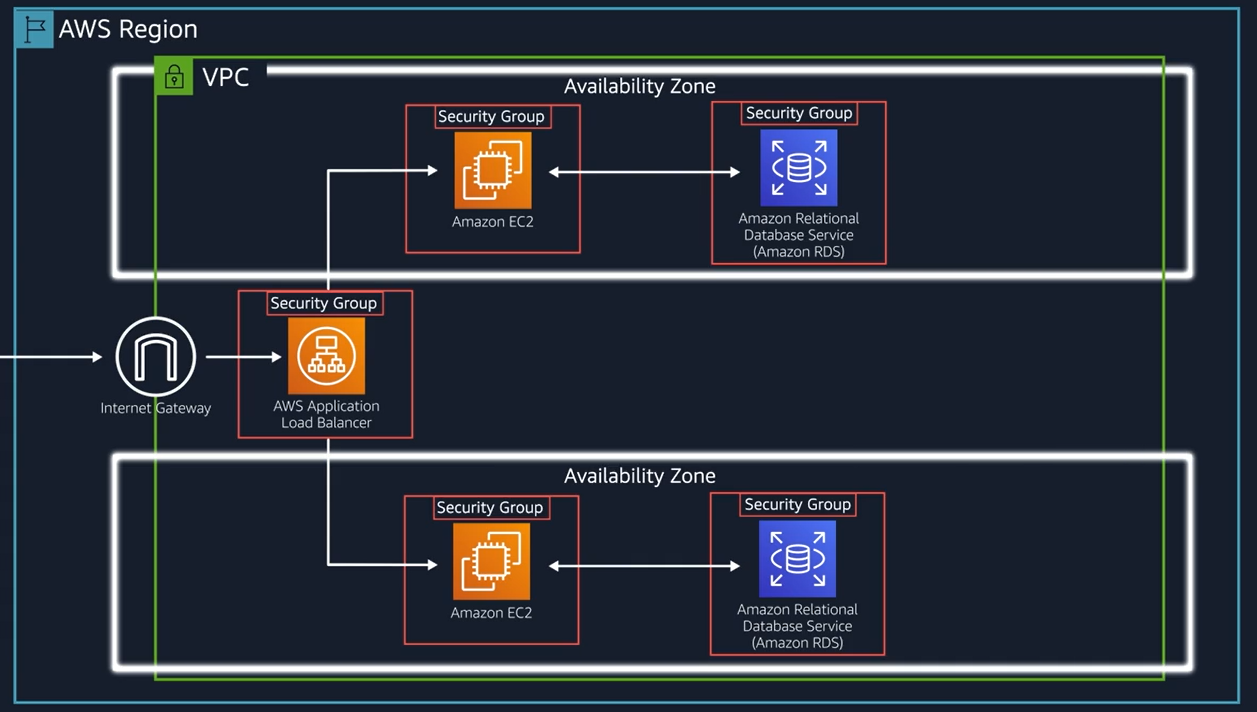 AWS Region
VPC
Availability Zone
Security Group
Amazon EC2
Security Group
Amazon Relational
Database Service
(Amazon RDS)
Internet Gateway
Security Group
AWS Application
Load Balancer
Availability Zone
Security Group
Amazon EC2
Security Group
Amazon Relational
Database Service
(Amazon RDS)